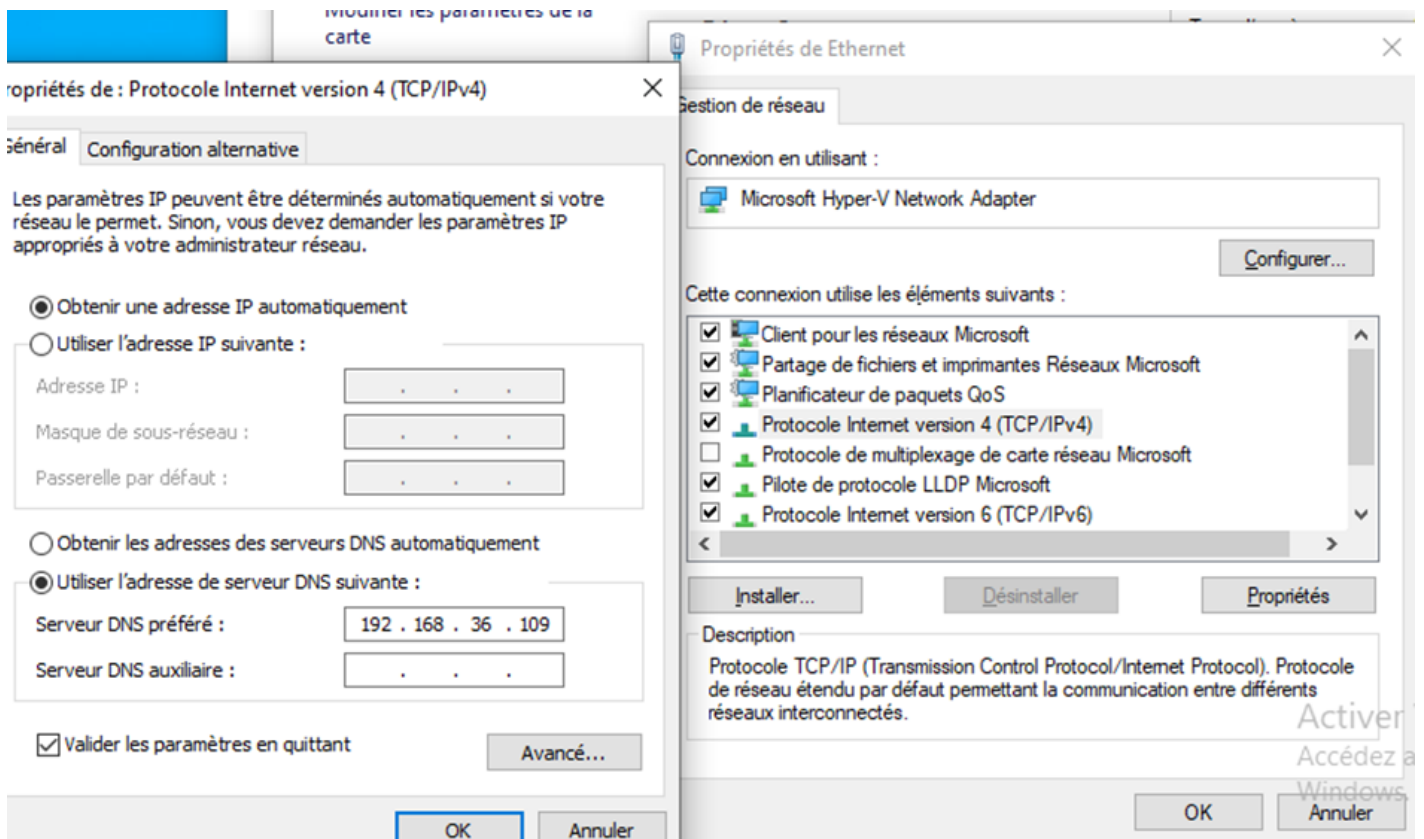 Modifier les paramètres de la
carte
ropriétés de : Protocole Internet version 4 (TCP/IPv4)
Général
Configuration alternative
Les paramètres IP peuvent être déterminés automatiquement si votre
réseau le permet. Sinon, vous devez demander les paramètres IP
appropriés à votre administrateur réseau.
Obtenir une adresse IP automatiquement
Utiliser l'adresse IP suivante :
Adresse IP :
. . .
Masque de sous-réseau :
. . .
Passerelle par défaut :
. . .
Obtenir les adresses des serveurs DNS automatiquement
Utiliser l'adresse de serveur DNS suivante :
Serveur DNS préféré :
192 . 168 . 36 . 109
Serveur DNS auxiliaire :
. . .
Valider les paramètres en quittant
Avancé...
OK
Annuler
Propriétés de Ethernet
Gestion de réseau
Connexion en utilisant :
Microsoft Hyper-V Network Adapter
Configurer...
Cette connexion utilise les éléments suivants :
Client pour les réseaux Microsoft
Partage de fichiers et imprimantes Réseaux Microsoft
Planificateur de paquets QoS
Protocole Internet version 4 (TCP/IPv4)
Protocole de multiplexage de carte réseau Microsoft
Pilote de protocole LLDP Microsoft
Protocole Internet version 6 (TCP/IPv6)
Installer...
Désinstaller
Propriétés
Description
Protocole TCP/IP (Transmission Control Protocol/Internet Protocol). Protocole
de réseau étendu par défaut permettant la communication entre différents
réseaux interconnectés.
Activer
Accédez a
Windows.
OK
Annuler